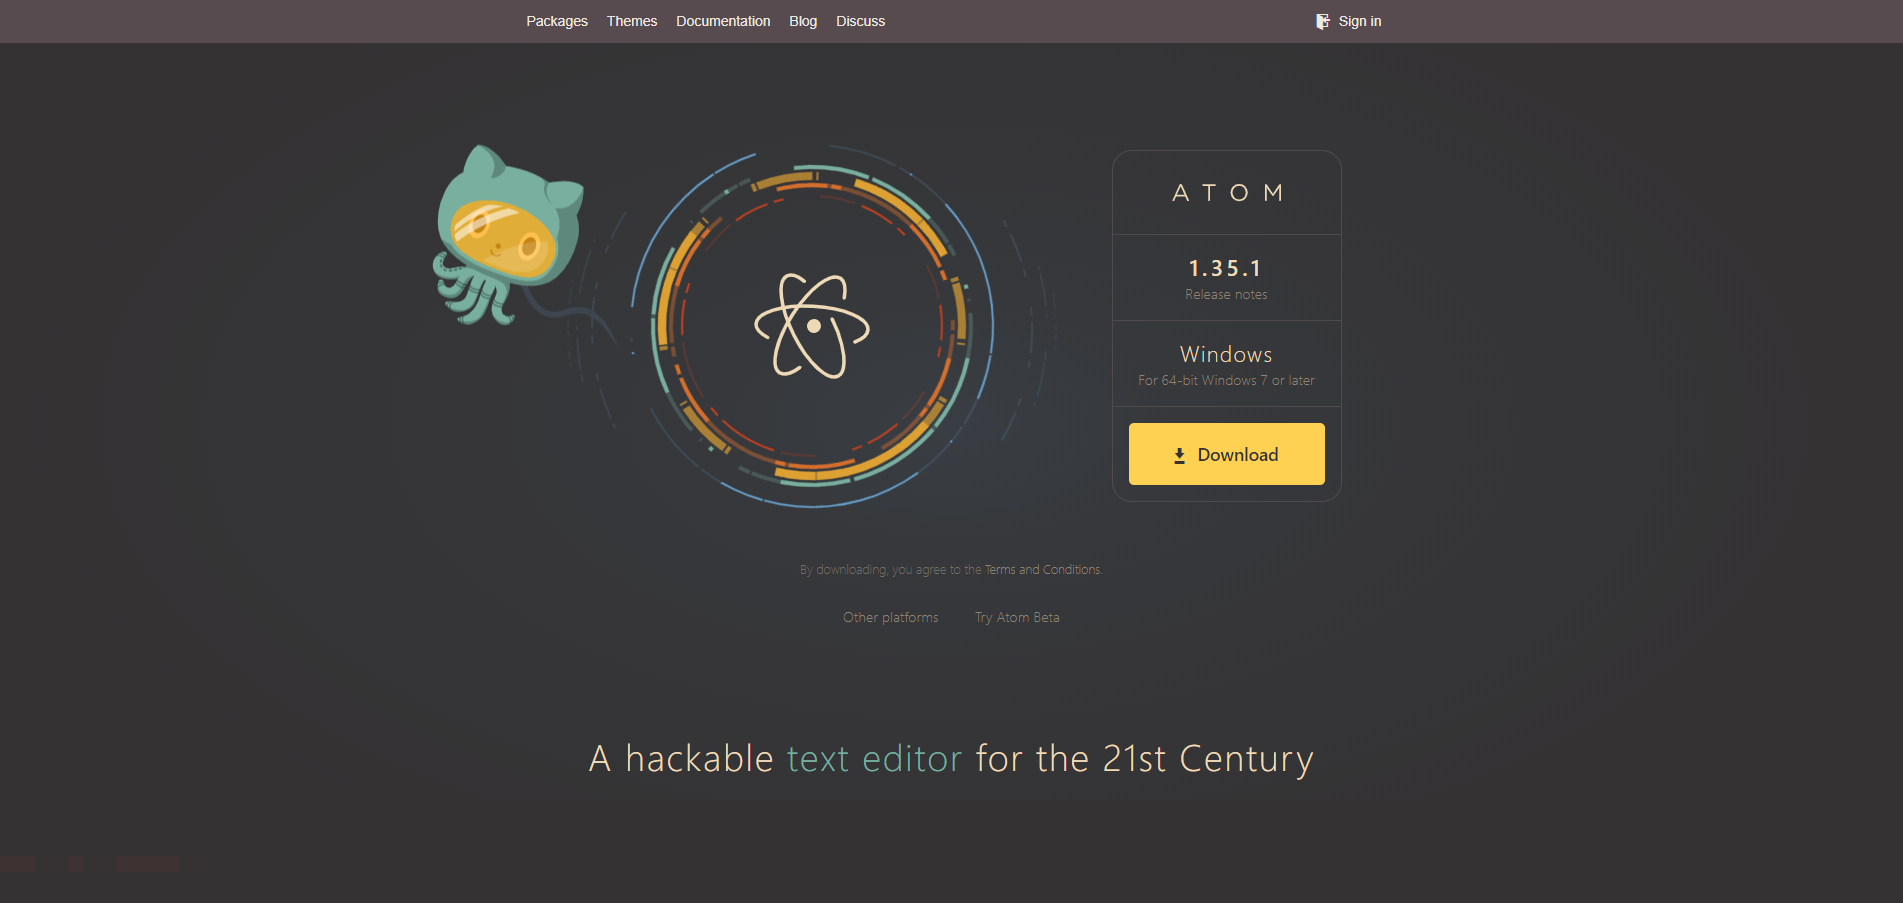 Packages Themes Documentation Blog Discuss Sign in
ATOM
1.35.1
Release notes
Windows
For 64-bit Windows 7 or later
Download
By downloading, you agree to the Terms and Conditions.
Other platforms Try Atom Beta
A hackable text editor for the 21st Century